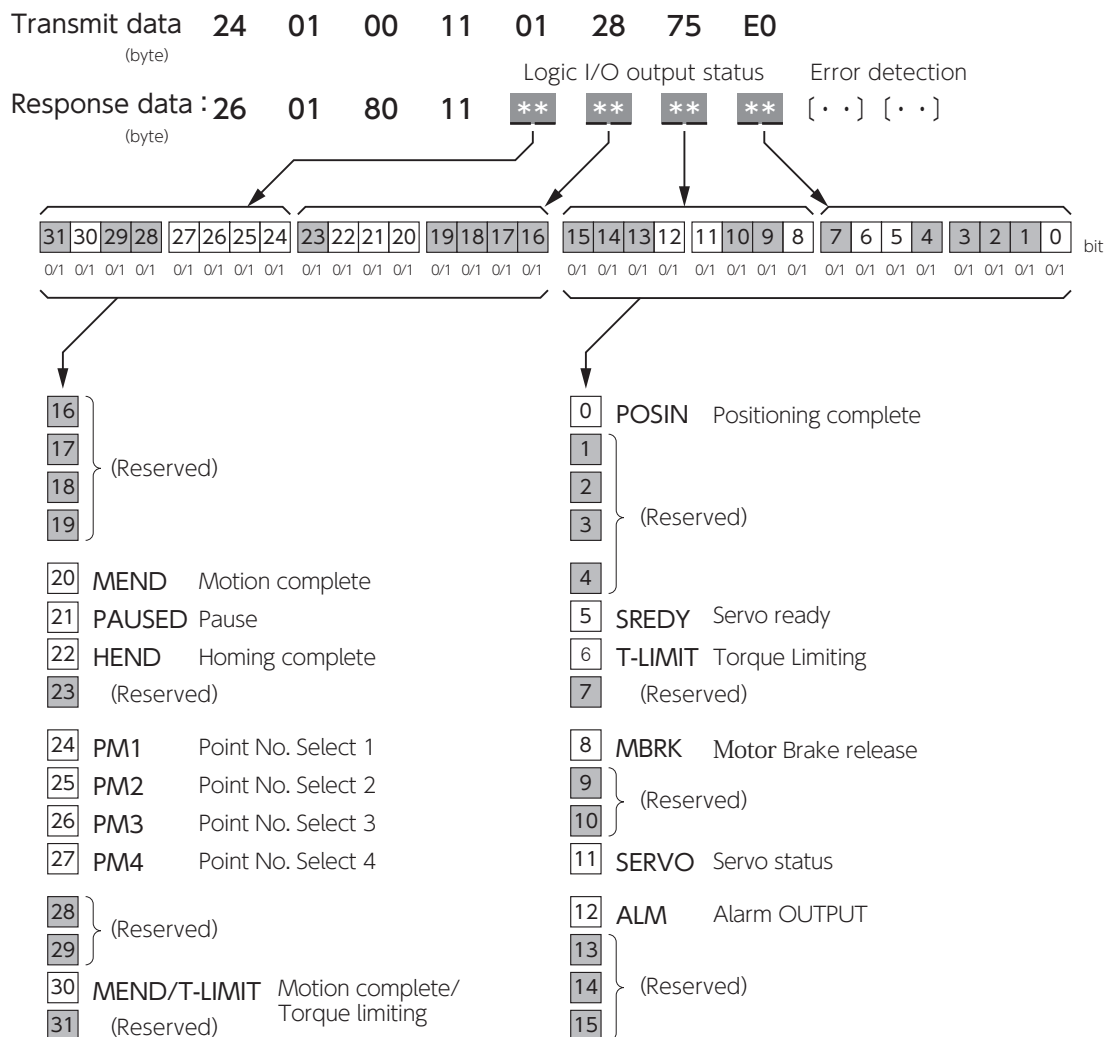 Transmit data 24 01 00 11 01 28 75 E0
(byte)
Logic I/O output status Error detection
Response data : 26 01 80 11 ** ** ** ** [・・] [・・]
(byte)
31 30 29 28 27 26 25 24 23 22 21 20 19 18 17 16 15 14 13 12 11 10 9 8 7 6 5 4 3 2 1 0 bit
0/1 0/1 0/1 0/1 0/1 0/1 0/1 0/1 0/1 0/1 0/1 0/1 0/1 0/1 0/1 0/1 0/1 0/1 0/1 0/1 0/1 0/1 0/1 0/1 0/1 0/1 0/1 0/1 0/1 0/1 0/1 0/1
16
17
(Reserved)
18
19
20 MEND Motion complete
21 PAUSED Pause
22 HEND Homing complete
23 (Reserved)
24 PM1 Point No. Select 1
25 PM2 Point No. Select 2
26 PM3 Point No. Select 3
27 PM4 Point No. Select 4
28
(Reserved)
29
30 MEND/T-LIMIT Motion complete/
Torque limiting
31 (Reserved)
0 POSIN Positioning complete
1
2
(Reserved)
3
4
5 SREDY Servo ready
6 T-LIMIT Torque Limiting
7 (Reserved)
8 MBRK Motor Brake release
9
(Reserved)
10
11 SERVO Servo status
12 ALM Alarm OUTPUT
13
14 (Reserved)
15